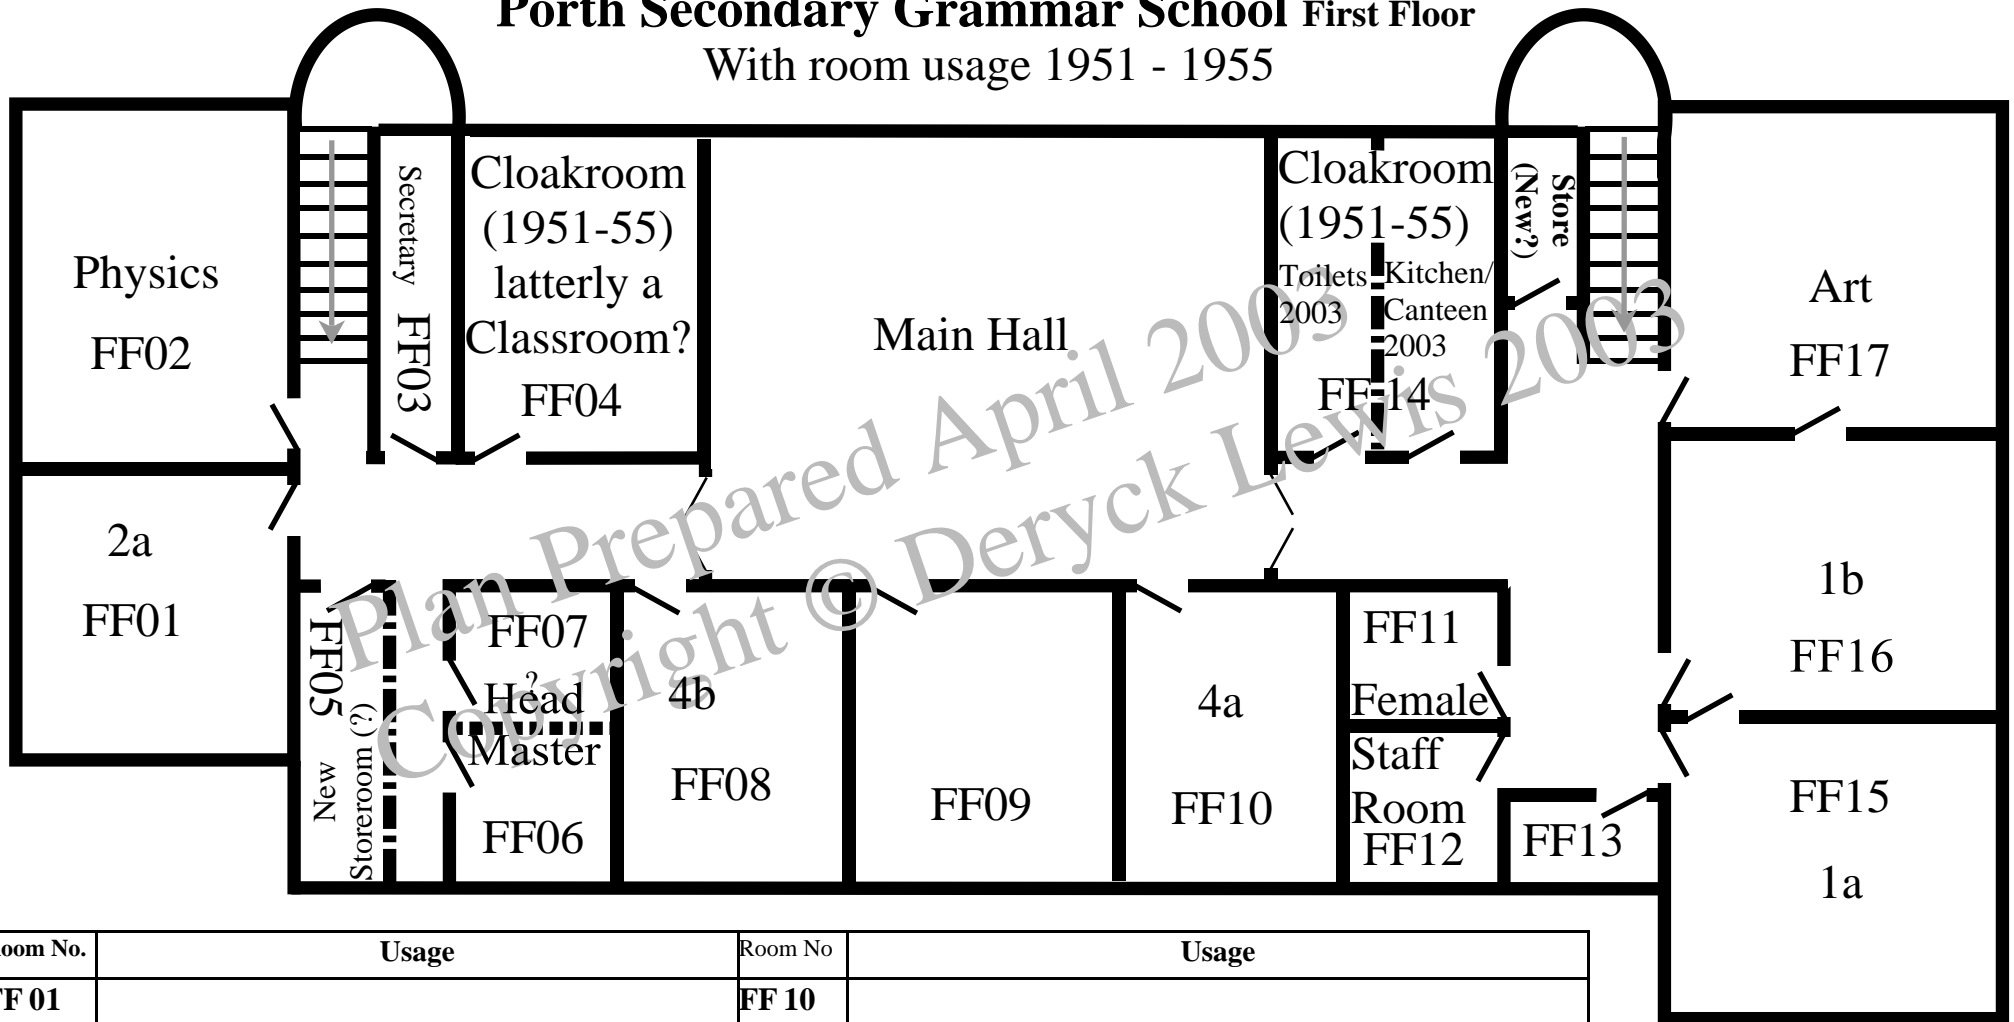 Porth Secondary Grammar School First Floor
With room usage 1951 - 1955
Physics
FF02
Secretary FF03
Cloakroom
(1951-55)
latterly a
Classroom?
FF04
Main Hall
Cloakroom
(1951-55)
Toilets
2003
Kitchen/
Canteen
2003
FF 14
Store
(New?)
Art
FF17
2a
FF01
FF05 New
Storeroom (?)
FF07
?
Head
Master
FF06
4b
FF08
FF09
4a
FF10
FF11
Female
Staff
Room
FF12
FF13
1b
FF16
FF15
1a
Plan Prepared April 2003
Copyright © Deryck Lewis 2003
oom No. Usage Room No Usage
F 01 FF 10